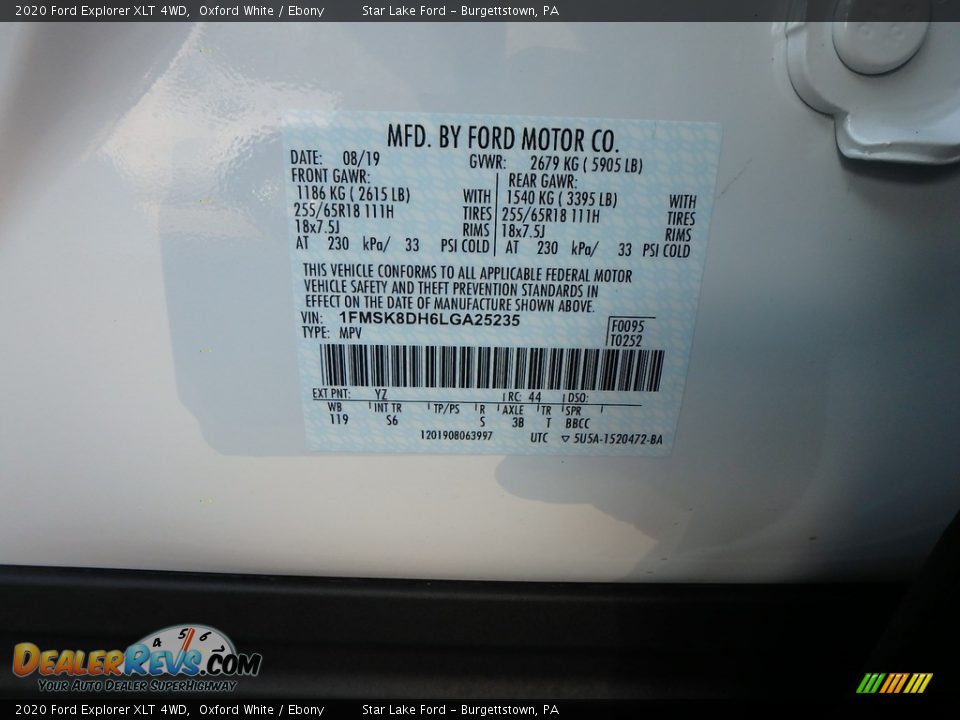 2020 Ford Explorer XLT 4WD, Oxford White / Ebony Star Lake Ford - Burgettstown, PA
MFD. BY FORD MOTOR CO.
DATE: 08/19 GVWR: 2679 KG ( 5905 LB)
FRONT GAWR: REAR GAWR:
1186 KG ( 2615 LB) WITH 1540 KG ( 3395 LB) WITH
255/65R18 111H TIRES 255/65R18 111H TIRES
18x7.5J RIMS 18x7.5J RIMS
AT 230 kPa/ 33 PSI COLD AT 230 kPa/ 33 PSI COLD
THIS VEHICLE CONFORMS TO ALL APPLICABLE FEDERAL MOTOR
VEHICLE SAFETY AND THEFT PREVENTION STANDARDS IN
EFFECT ON THE DATE OF MANUFACTURE SHOWN ABOVE.
VIN: 1FMSK8DH6LGA25235 F0095
TYPE: MPV T0252
EXT PNT: YZ RC: 44 DSO:
WB INT TR TP/PS R AXLE TR SPR
119 S6 S 3B T BBCC
1201908063997 UTC ▽ 5U5A-1520472-BA
4 5 6
DEALERREVS.COM
YOUR AUTO DEALER SUPERHIGHWAY
2020 Ford Explorer XLT 4WD, Oxford White / Ebony Star Lake Ford - Burgettstown, PA